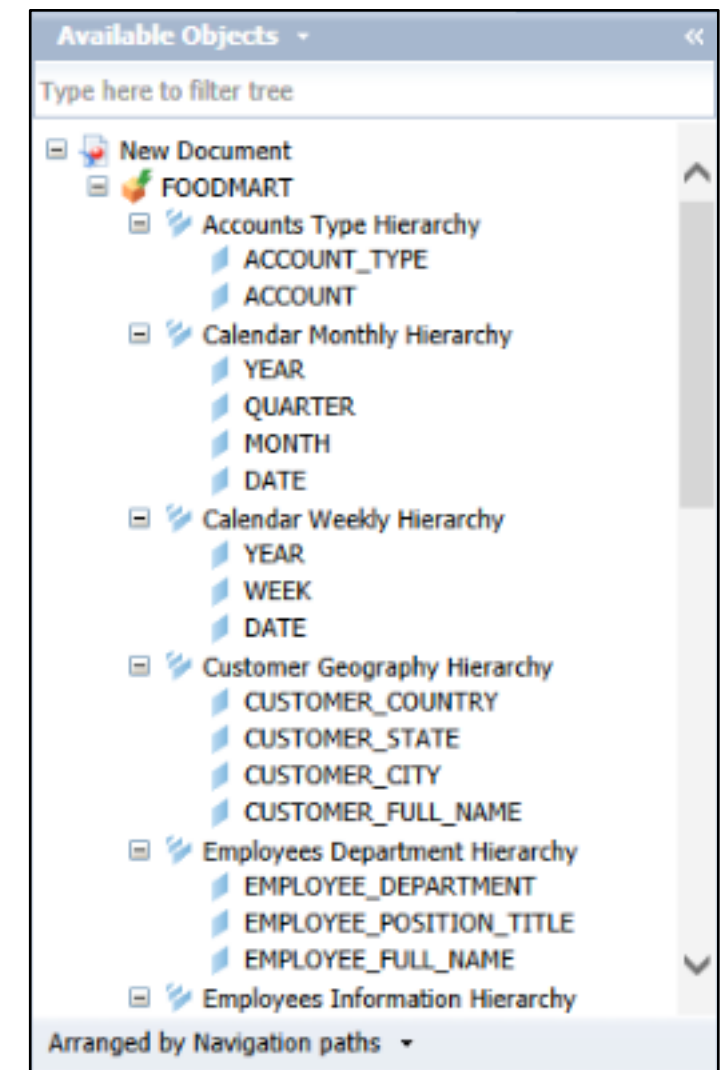 Available Objects
Type here to filter tree
New Document
FOODMART
Accounts Type Hierarchy
ACCOUNT_TYPE
ACCOUNT
Calendar Monthly Hierarchy
YEAR
QUARTER
MONTH
DATE
Calendar Weekly Hierarchy
YEAR
WEEK
DATE
Customer Geography Hierarchy
CUSTOMER_COUNTRY
CUSTOMER_STATE
CUSTOMER_CITY
CUSTOMER_FULL_NAME
Employees Department Hierarchy
EMPLOYEE_DEPARTMENT
EMPLOYEE_POSITION_TITLE
EMPLOYEE_FULL_NAME
Employees Information Hierarchy
Arranged by Navigation paths